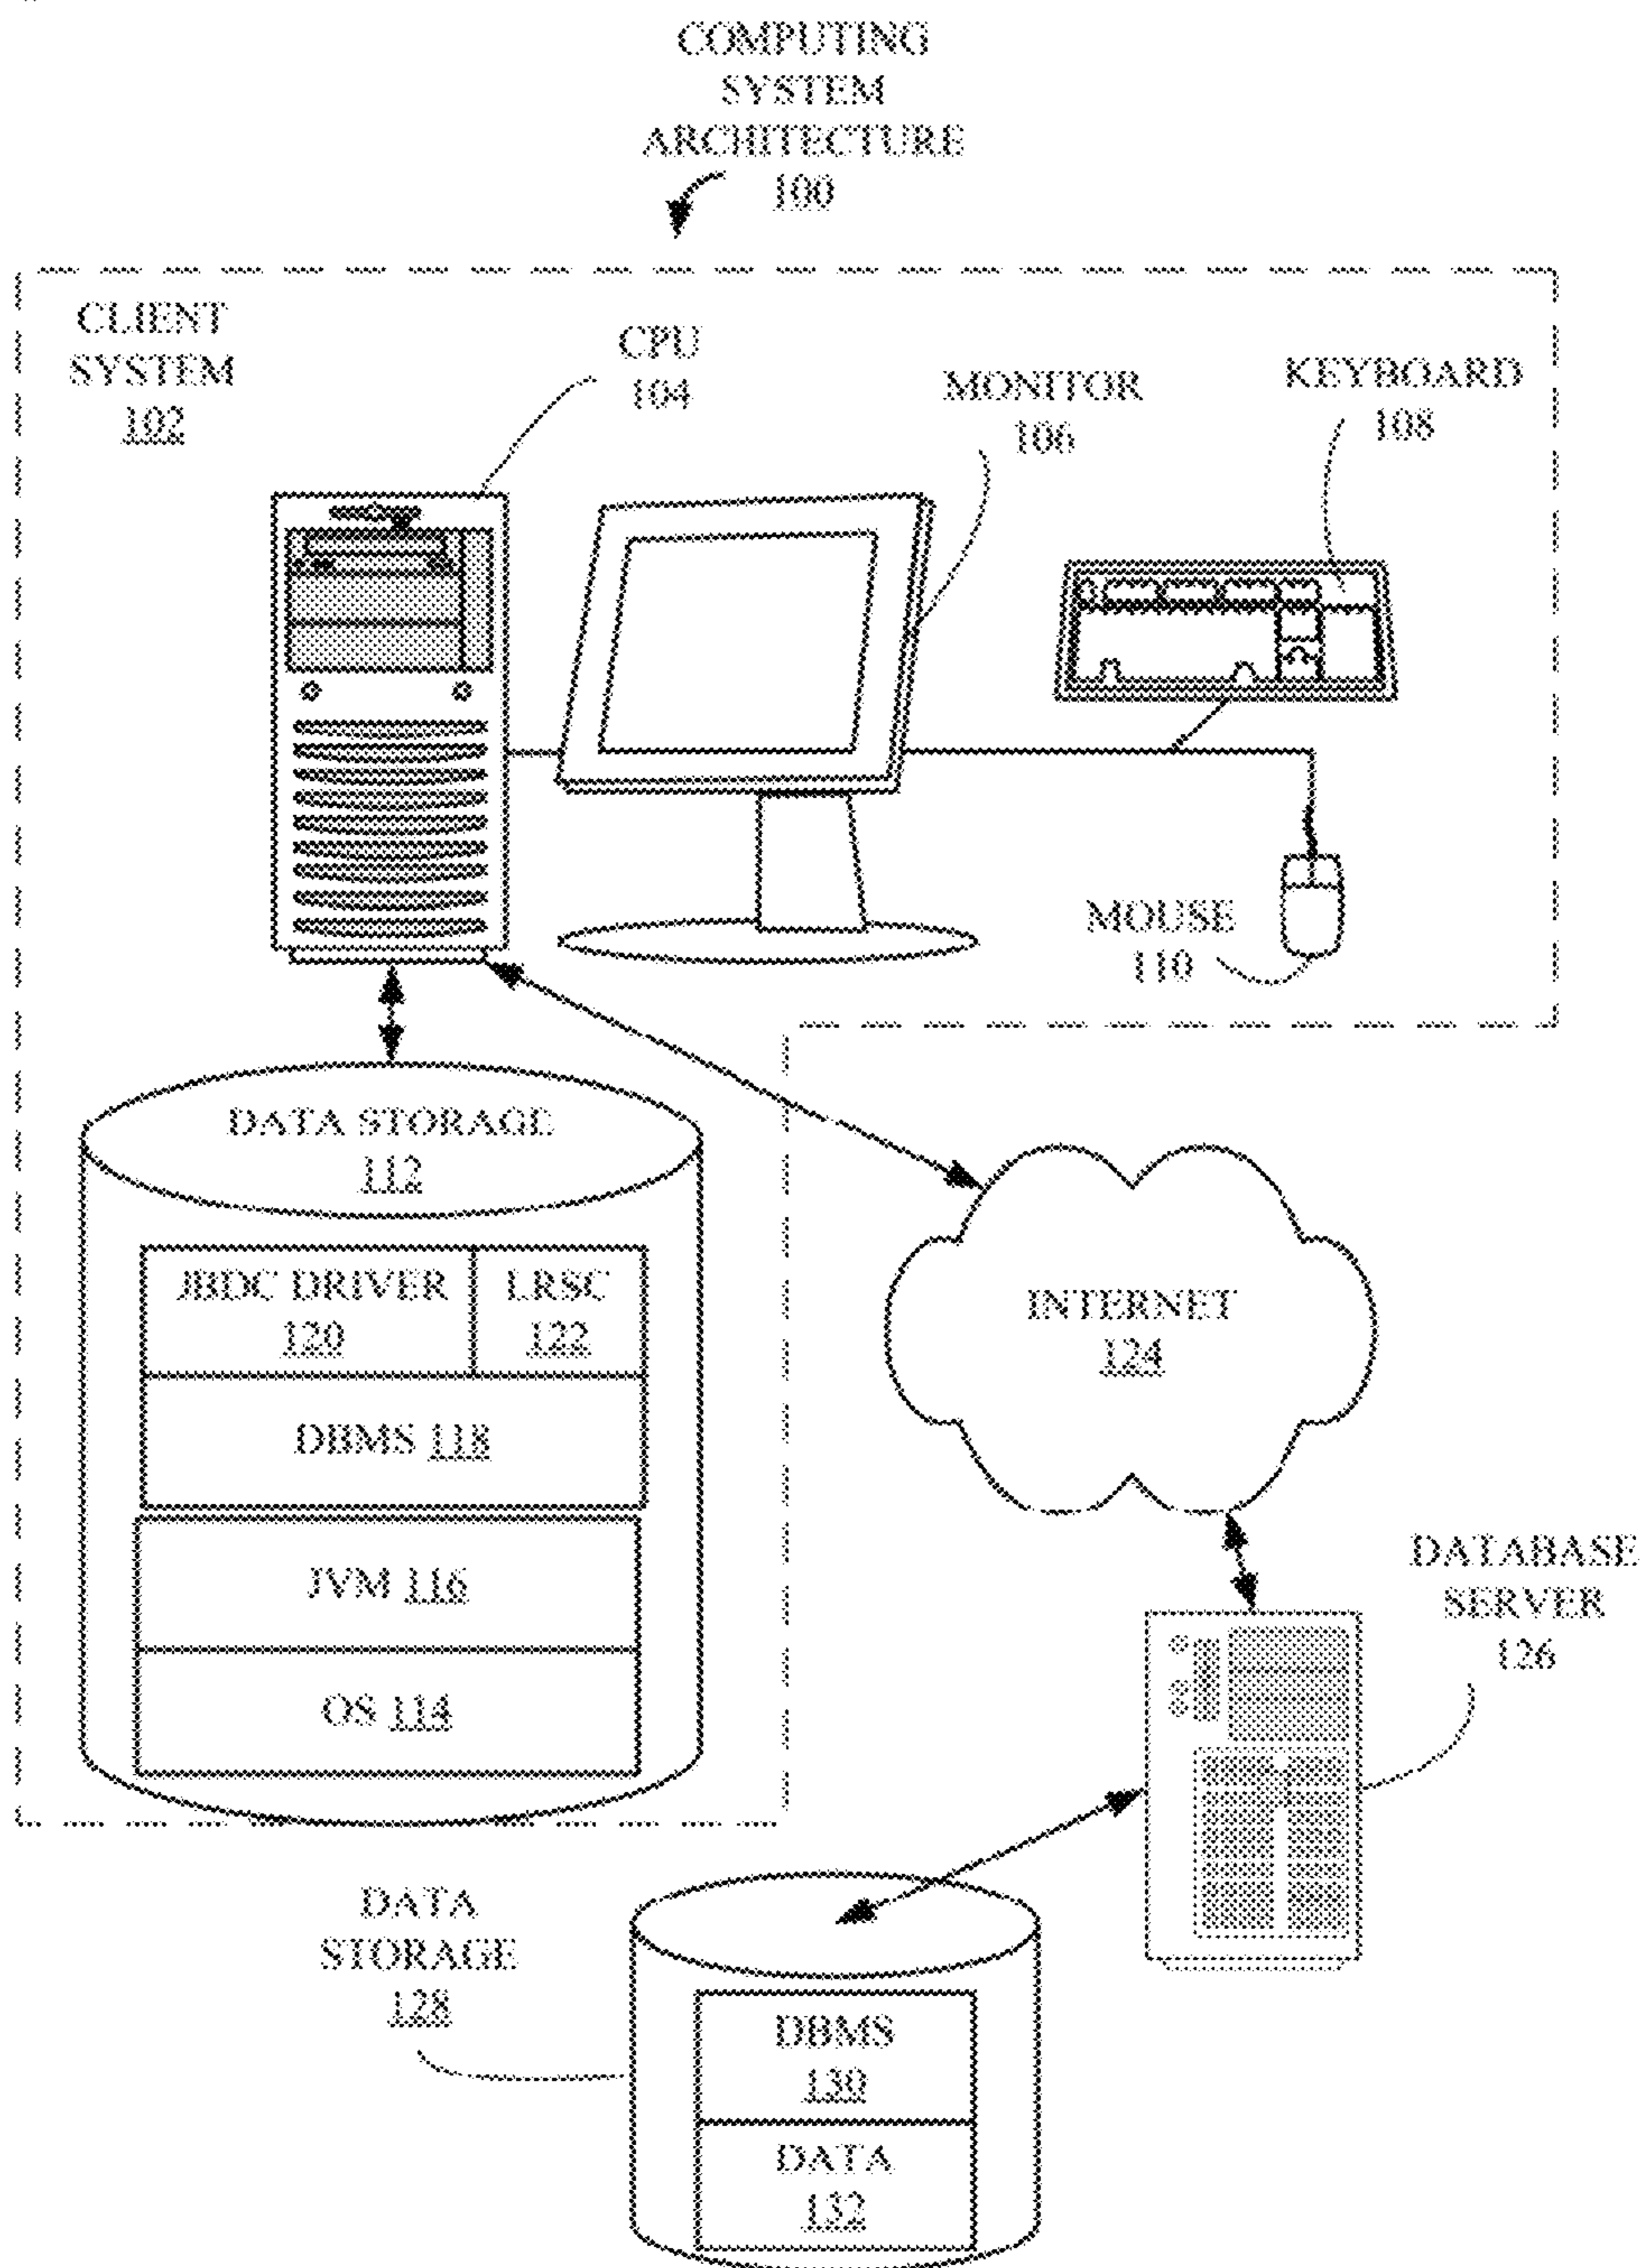 COMPUTING
SYSTEM
ARCHITECTURE
100
CLIENT
SYSTEM
102
CPU
104
MONITOR
106
KEYBOARD
108
MOUSE
110
DATA STORAGE
112
JBDC DRIVER
120
LRSC
122
DBMS 118
JVM 116
OS 114
INTERNET
124
DATABASE
SERVER
126
DATA
STORAGE
128
DBMS
130
DATA
132